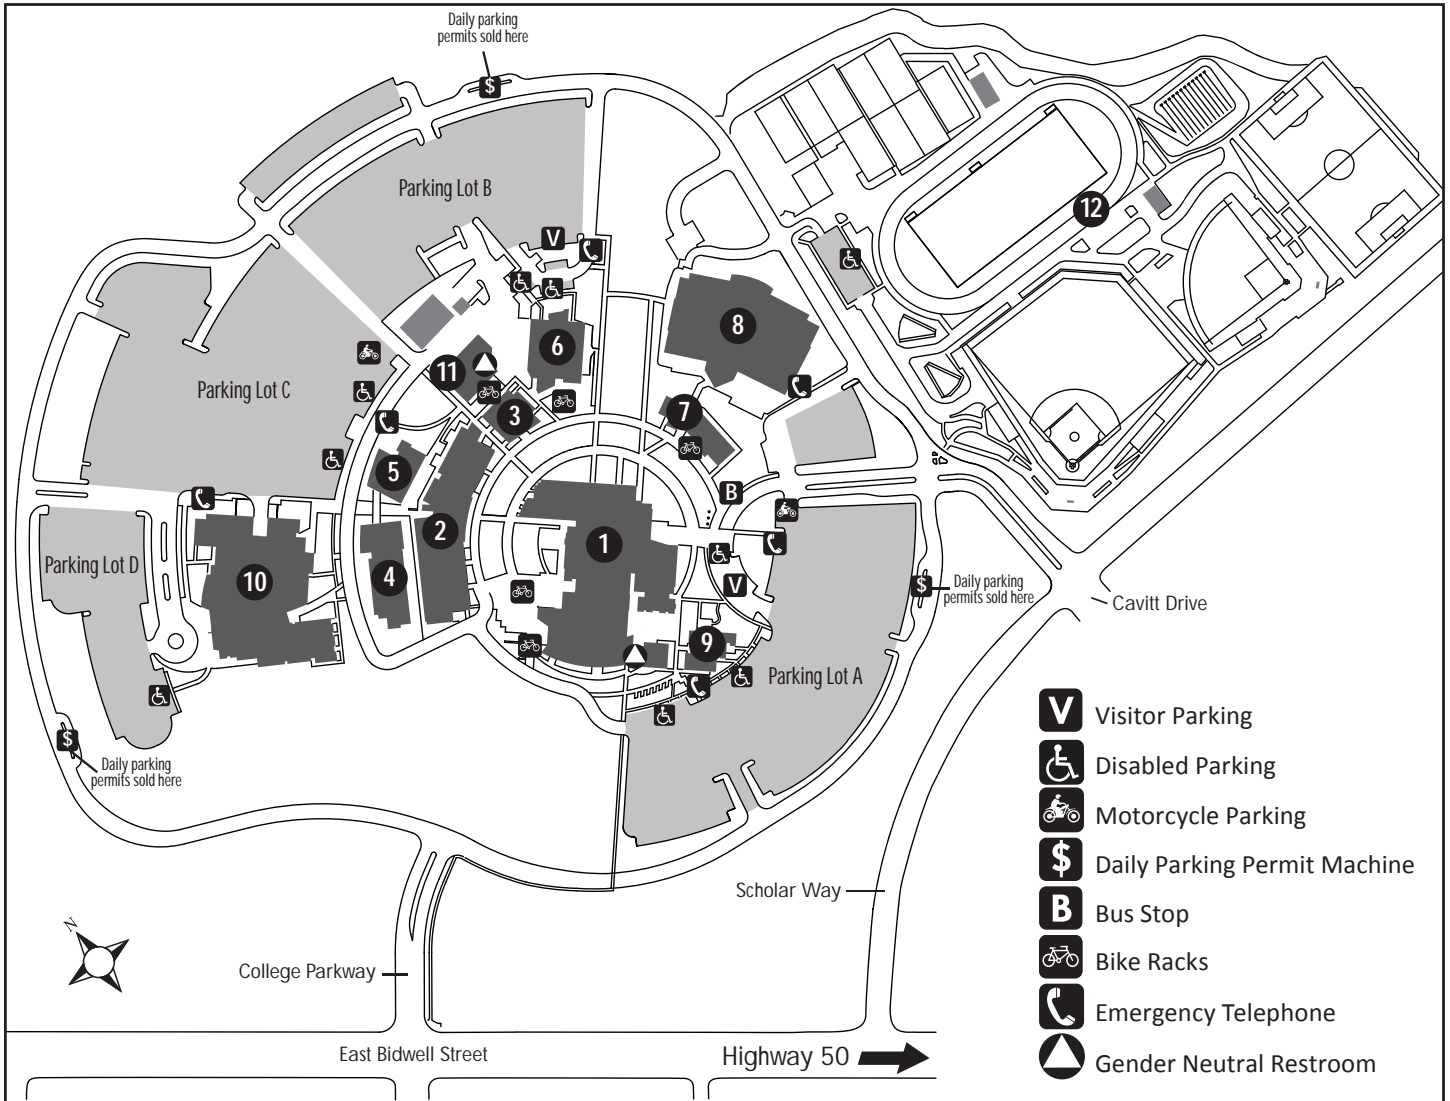 Daily parking
permits sold here
$
Parking Lot B
12
V
8
6
11
Parking Lot C
3
7
5
B
2
1
Parking Lot D
10
4
V
$
Daily parking
permits sold here
Cavitt Drive
9
Parking Lot A
$
Daily parking
permits sold here
V Visitor Parking
Disabled Parking
Motorcycle Parking
$ Daily Parking Permit Machine
B Bus Stop
Bike Racks
Emergency Telephone
Gender Neutral Restroom
Scholar Way
N
College Parkway
East Bidwell Street
Highway 50